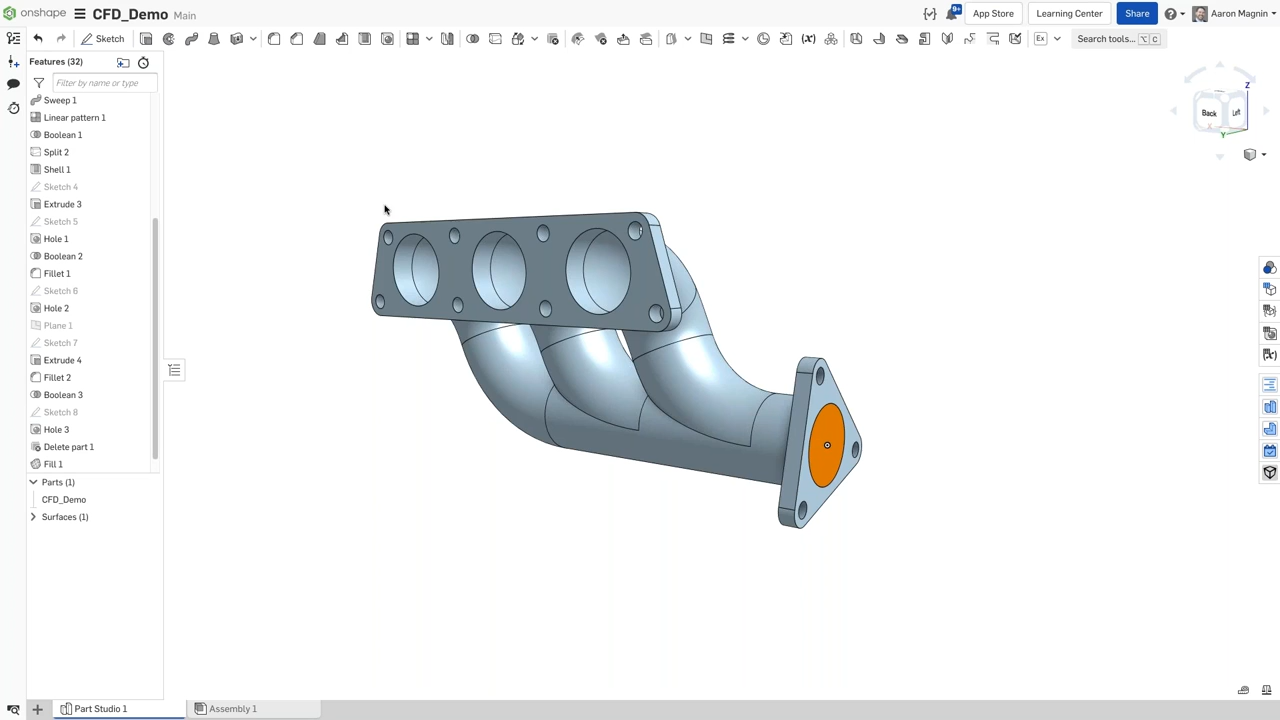 onshape
CFD_Demo
Main
9+
App Store
Learning Center
Share
Aaron Magnin
Sketch
(x)
Ex
Search tools...
⌥ C
Features (32)
Filter by name or type
Sweep 1
Linear pattern 1
Boolean 1
Split 2
Shell 1
Sketch 4
Extrude 3
Sketch 5
Hole 1
Boolean 2
Fillet 1
Sketch 6
Hole 2
Plane 1
Sketch 7
Extrude 4
Fillet 2
Boolean 3
Sketch 8
Hole 3
Delete part 1
Fill 1
Parts (1)
CFD_Demo
Surfaces (1)
Z
Back
Left
Y
Part Studio 1
Assembly 1